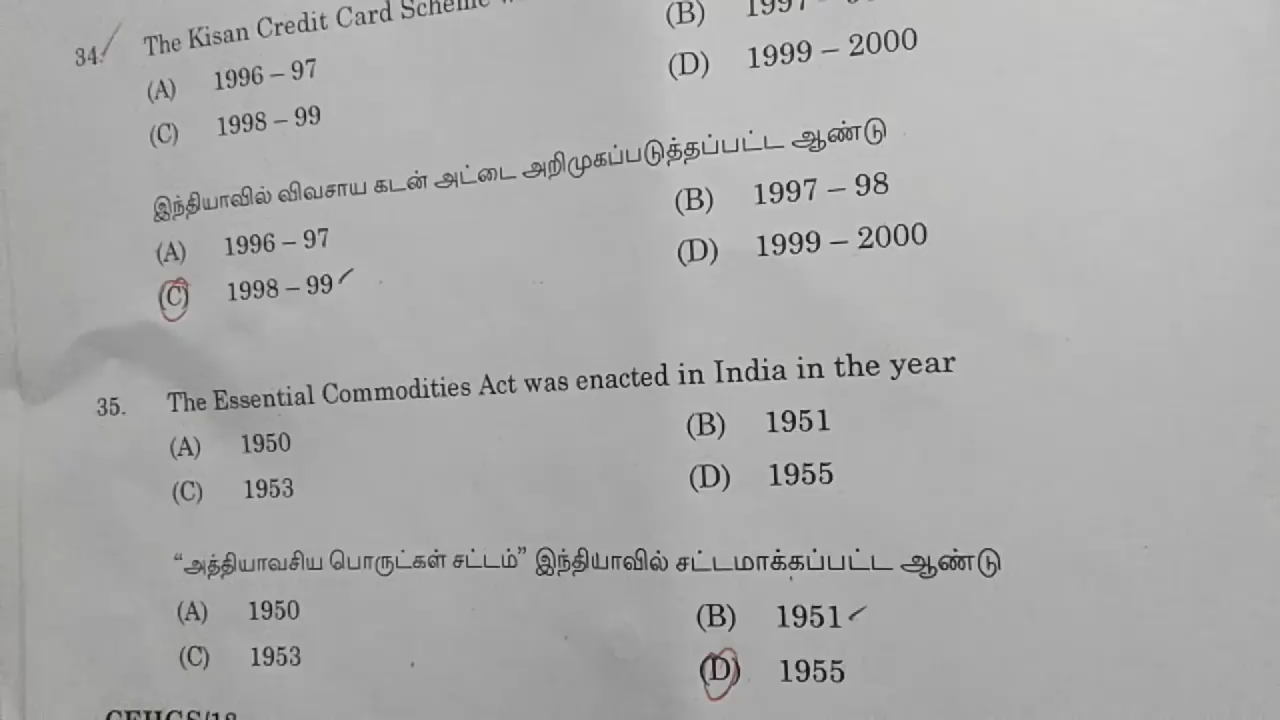 34. The Kisan Credit Card Scheme
(B) 1997
(A) 1996 – 97
(D) 1999 – 2000
(C) 1998 – 99
இந்தியாவில் விவசாய கடன் அட்டை அறிமுகப்படுத்தப்பட்ட ஆண்டு
(A) 1996 – 97 (B) 1997 – 98
(C) 1998 – 99 (D) 1999 – 2000
35. The Essential Commodities Act was enacted in India in the year
(A) 1950 (B) 1951
(C) 1953 (D) 1955
“அத்தியாவசிய பொருட்கள் சட்டம்” இந்தியாவில் சட்டமாக்கப்பட்ட ஆண்டு
(A) 1950 (B) 1951
(C) 1953 (D) 1955